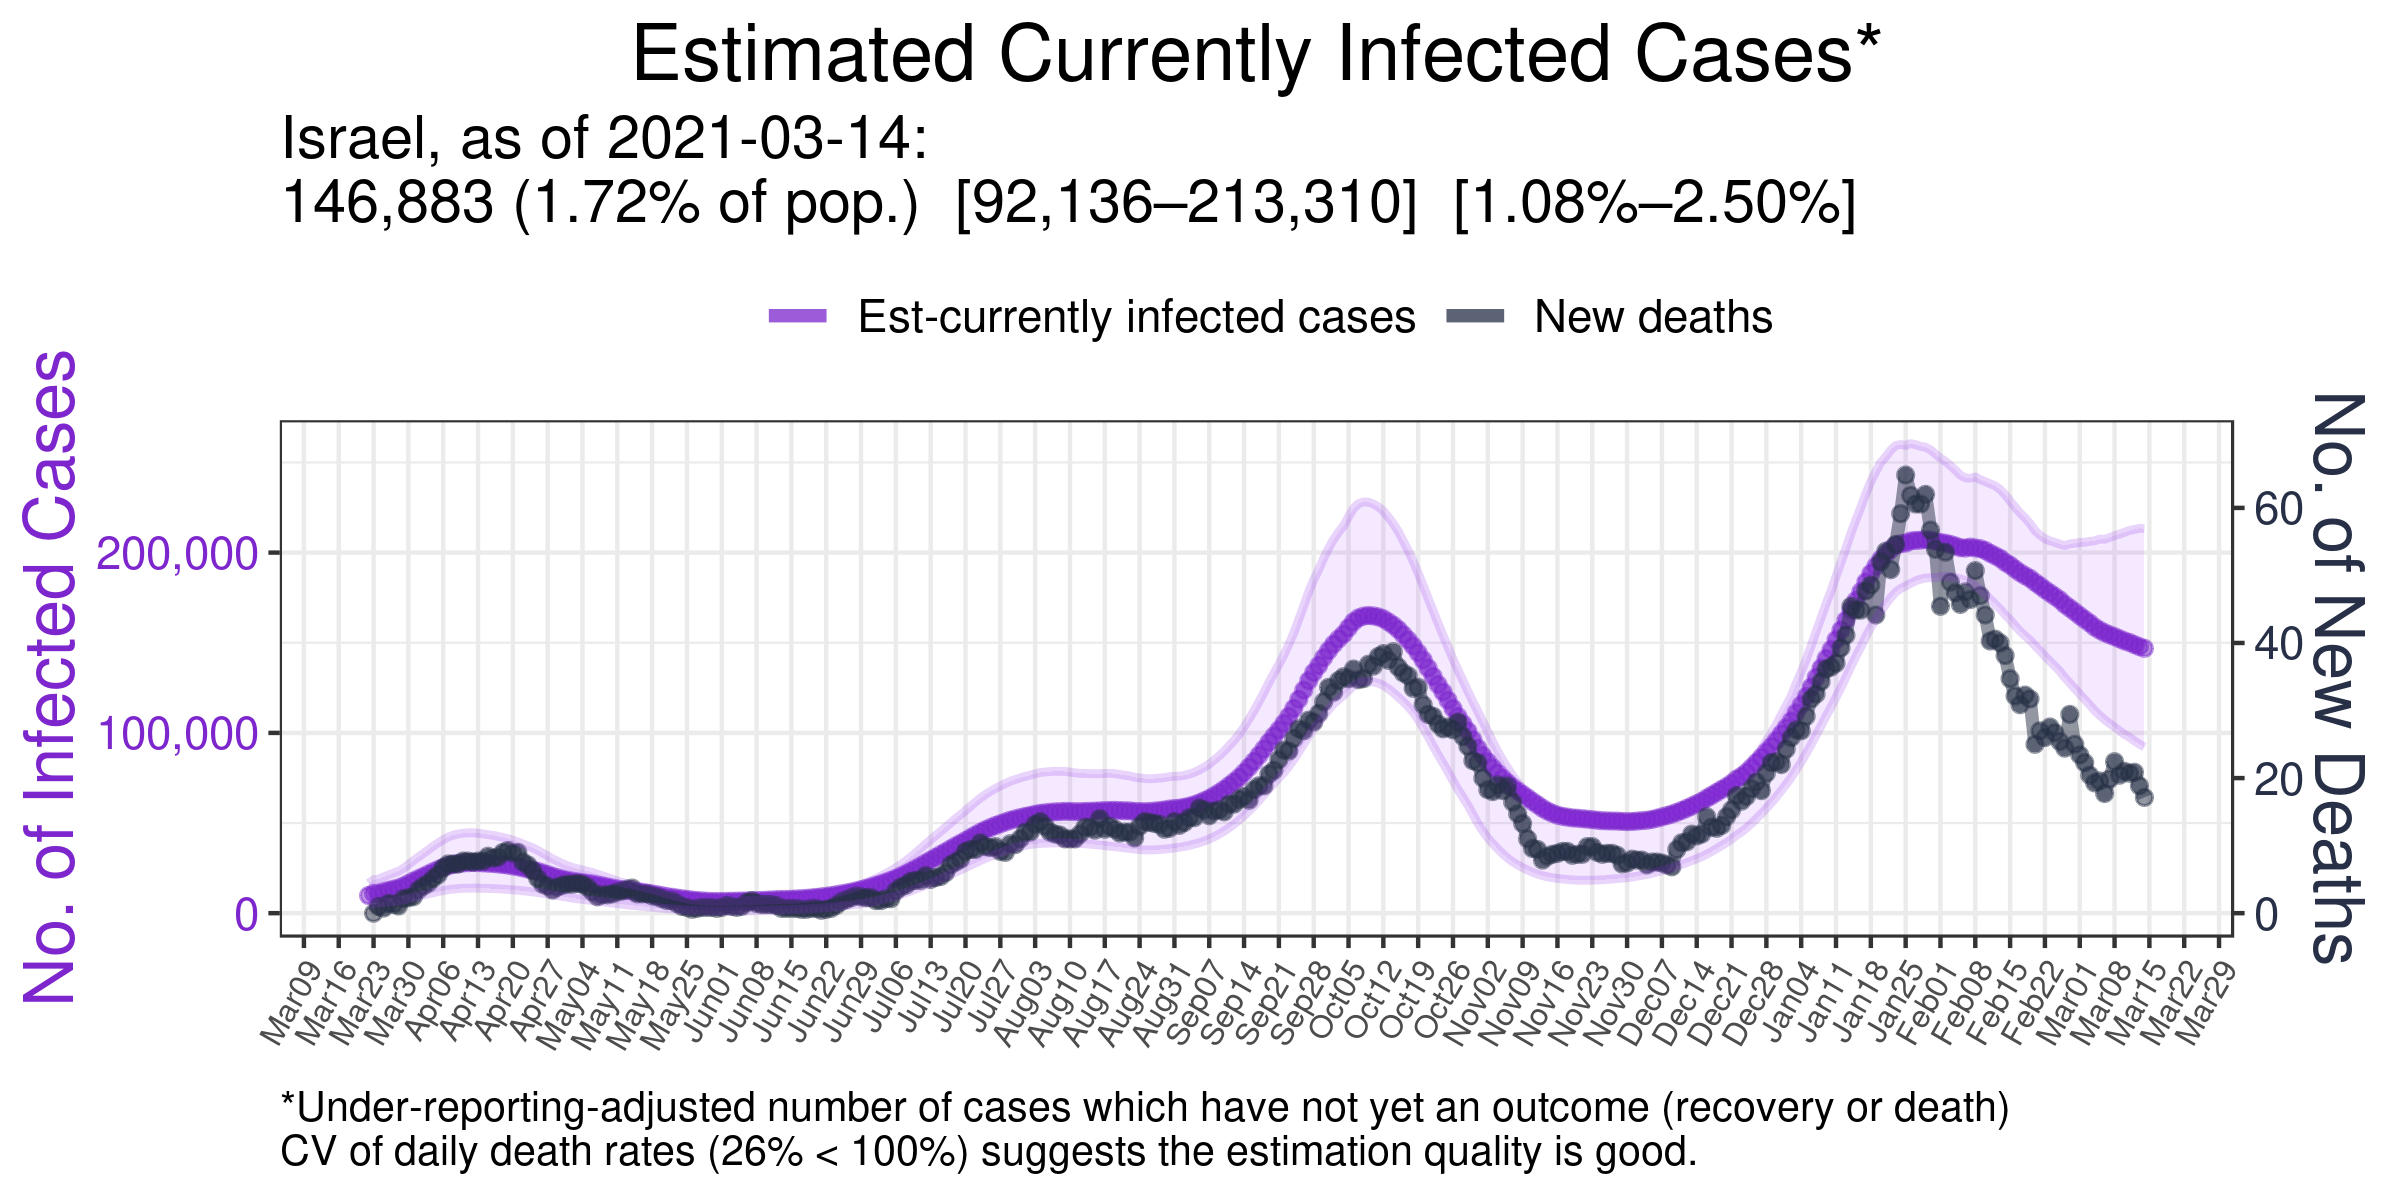 Estimated Currently Infected Cases*
Israel, as of 2021-03-14:
146,883 (1.72% of pop.)  [92,136–213,310]  [1.08%–2.50%]
Est-currently infected cases
New deaths
No. of Infected Cases
200,000
100,000
0
No. of New Deaths
60
40
20
0
Mar09
Mar16
Mar23
Mar30
Apr06
Apr13
Apr20
Apr27
May04
May11
May18
May25
Jun01
Jun08
Jun15
Jun22
Jun29
Jul06
Jul13
Jul20
Jul27
Aug03
Aug10
Aug17
Aug24
Aug31
Sep07
Sep14
Sep21
Sep28
Oct05
Oct12
Oct19
Oct26
Nov02
Nov09
Nov16
Nov23
Nov30
Dec07
Dec14
Dec21
Dec28
Jan04
Jan11
Jan18
Jan25
Feb01
Feb08
Feb15
Feb22
Mar01
Mar08
Mar15
Mar22
Mar29
*Under-reporting-adjusted number of cases which have not yet an outcome (recovery or death)
CV of daily death rates (26% < 100%) suggests the estimation quality is good.